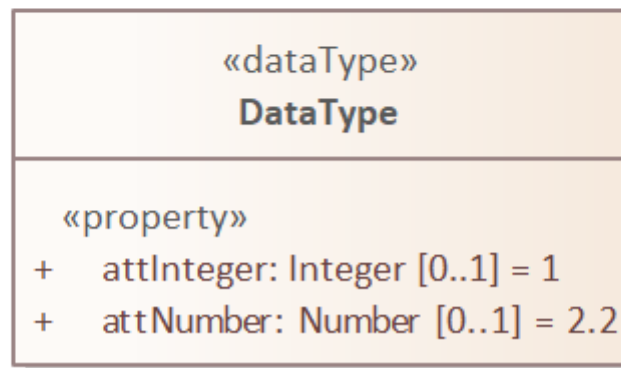 «dataType»
DataType
«property»
+ attInteger: Integer [0..1] = 1
+ attNumber: Number [0..1] = 2.2